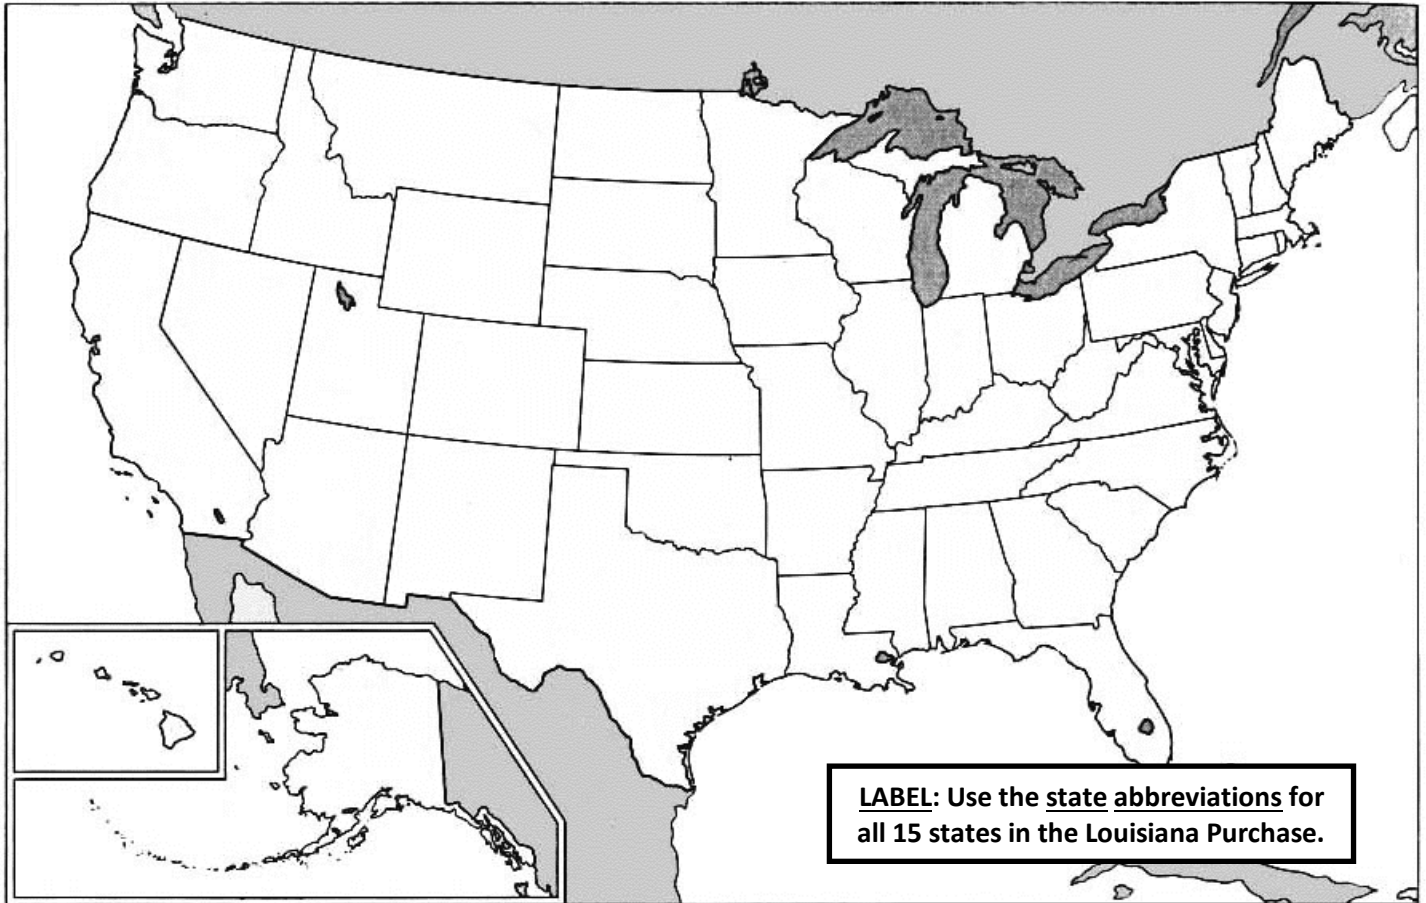 LABEL: Use the state abbreviations for
all 15 states in the Louisiana Purchase.